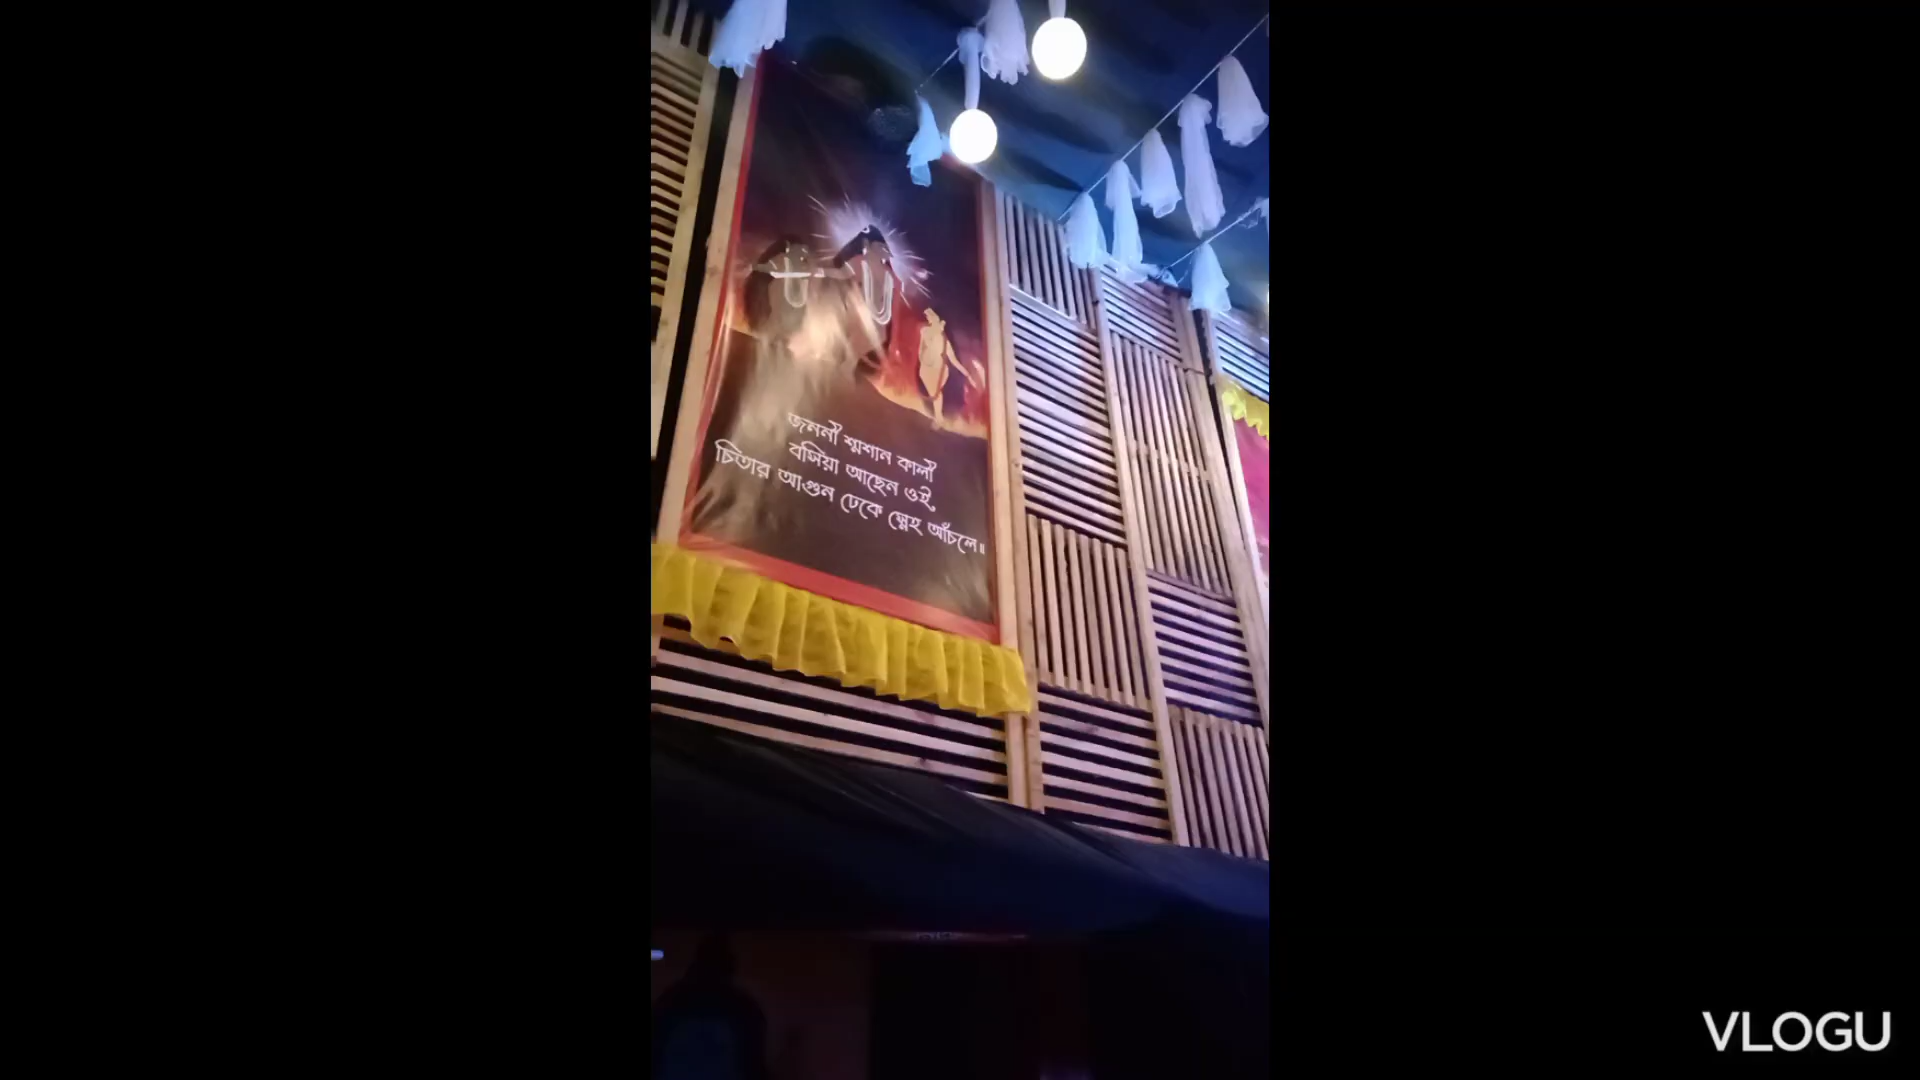 জননী শ্মশান কালী
বসিয়া আছেন ওই,
চিতার আগুন ঢেকে স্নেহ আঁচলে॥
VLOGU